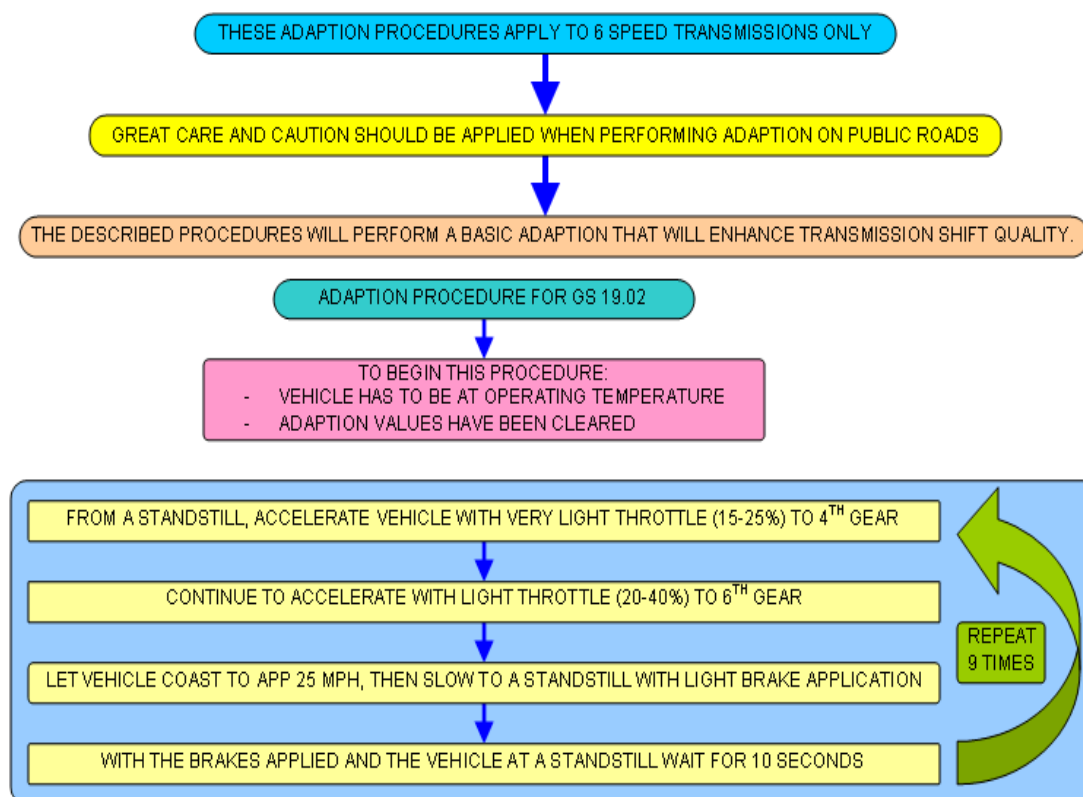 THESE ADAPTION PROCEDURES APPLY TO 6 SPEED TRANSMISSIONS ONLY
GREAT CARE AND CAUTION SHOULD BE APPLIED WHEN PERFORMING ADAPTION ON PUBLIC ROADS
THE DESCRIBED PROCEDURES WILL PERFORM A BASIC ADAPTION THAT WILL ENHANCE TRANSMISSION SHIFT QUALITY.
ADAPTION PROCEDURE FOR GS 19.02
TO BEGIN THIS PROCEDURE:
- VEHICLE HAS TO BE AT OPERATING TEMPERATURE
- ADAPTION VALUES HAVE BEEN CLEARED
FROM A STANDSTILL, ACCELERATE VEHICLE WITH VERY LIGHT THROTTLE (15-25%) TO 4TH GEAR
CONTINUE TO ACCELERATE WITH LIGHT THROTTLE (20-40%) TO 6TH GEAR
LET VEHICLE COAST TO APP 25 MPH, THEN SLOW TO A STANDSTILL WITH LIGHT BRAKE APPLICATION
WITH THE BRAKES APPLIED AND THE VEHICLE AT A STANDSTILL WAIT FOR 10 SECONDS
REPEAT
9 TIMES